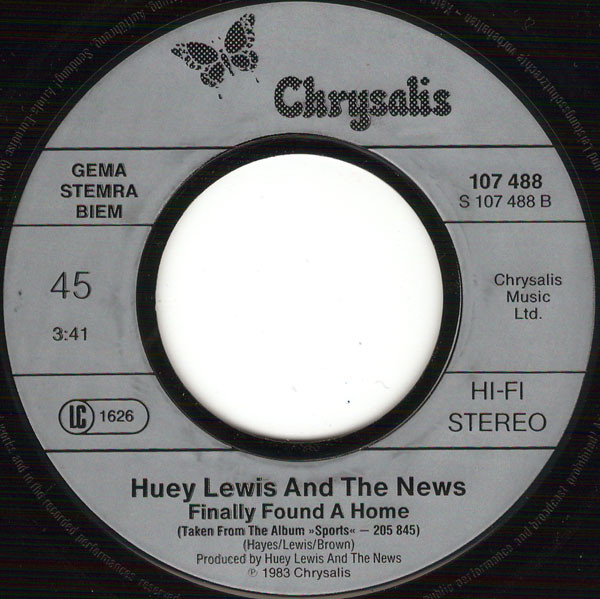 Chrysalis
GEMA
STEMRA
BIEM
107 488
S 107 488 B
45
3:41
Chrysalis
Music
Ltd.
LC 1626
HI-FI
STEREO
Huey Lewis And The News
Finally Found A Home
(Taken From The Album »Sports« – 205 845)
(Hayes/Lewis/Brown)
Produced by Huey Lewis And The News
℗ 1983 Chrysalis